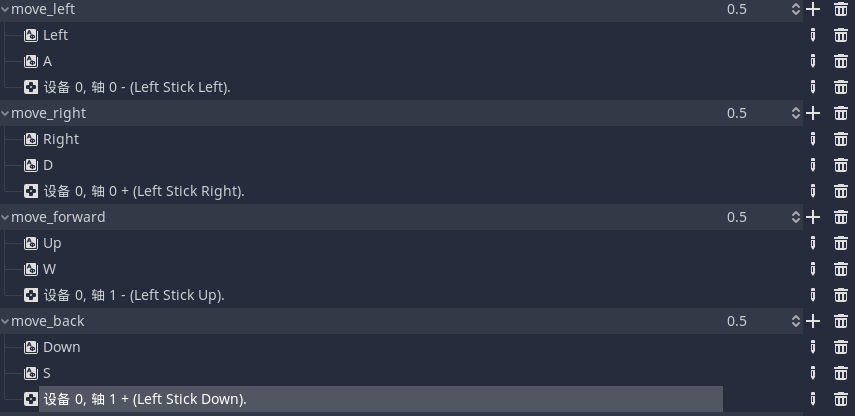 move_left 0.5
Left
A
设备 0, 轴 0 - (Left Stick Left).
move_right 0.5
Right
D
设备 0, 轴 0 + (Left Stick Right).
move_forward 0.5
Up
W
设备 0, 轴 1 - (Left Stick Up).
move_back 0.5
Down
S
设备 0, 轴 1 + (Left Stick Down).